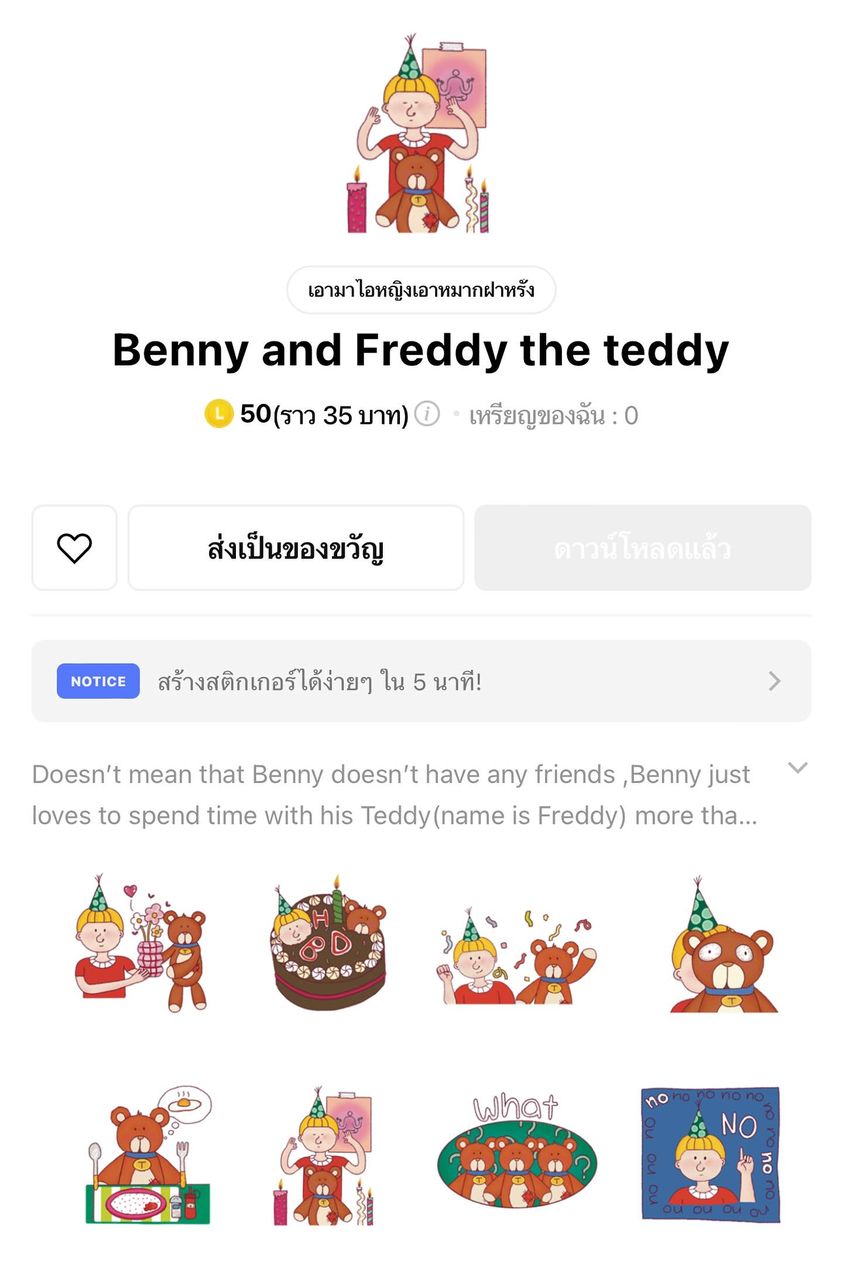 เอามาไอหญิงเอาหมากฝาหรั่ง
Benny and Freddy the teddy
L 50(ราว 35 บาท) i • เหรียญของฉัน : 0
ส่งเป็นของขวัญ ดาวน์โหลดแล้ว
NOTICE สร้างสติกเกอร์ได้ง่ายๆ ใน 5 นาที!
Doesn’t mean that Benny doesn’t have any friends ,Benny just
loves to spend time with his Teddy(name is Freddy) more tha...
T
H
BD
T
T
T
what
? ?
no no no no no no
NO
no no no no
no no no
no no no no